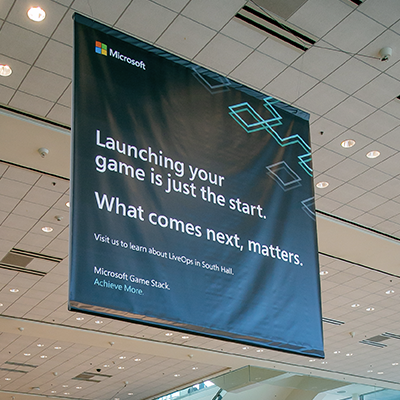 Microsoft
Launching your
game is just the start.
What comes next, matters.
Visit us to learn about LiveOps in South Hall.
Microsoft Game Stack.
Achieve More.